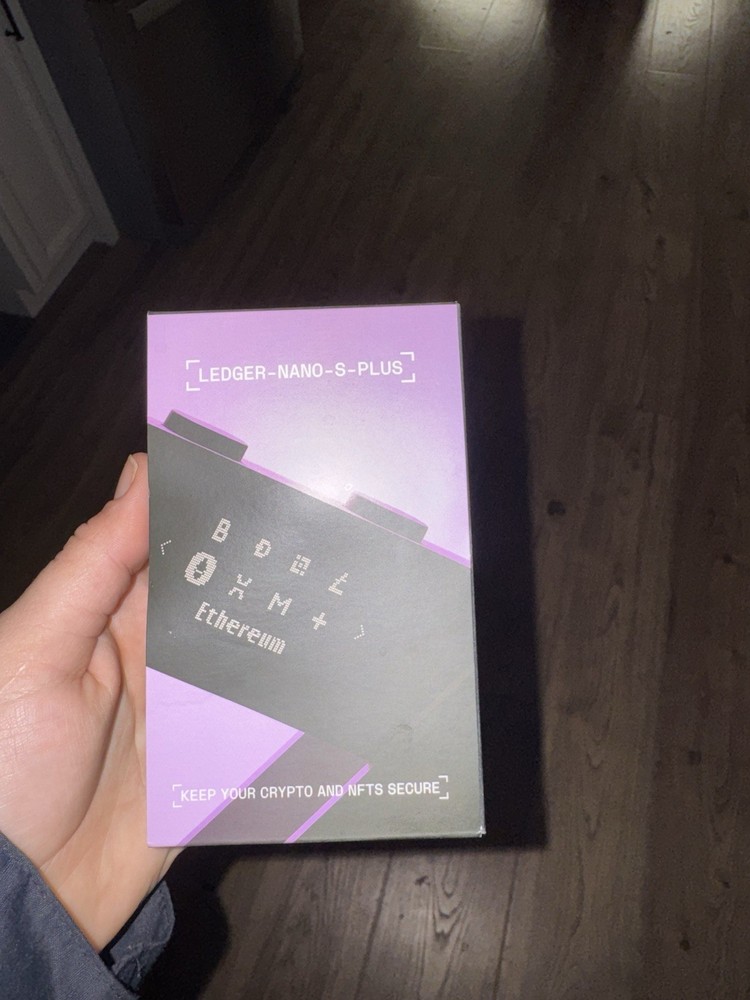 [LEDGER-NANO-S-PLUS]
B Đ Ł
M +
Ethereum
[KEEP YOUR CRYPTO AND NFTS SECURE]